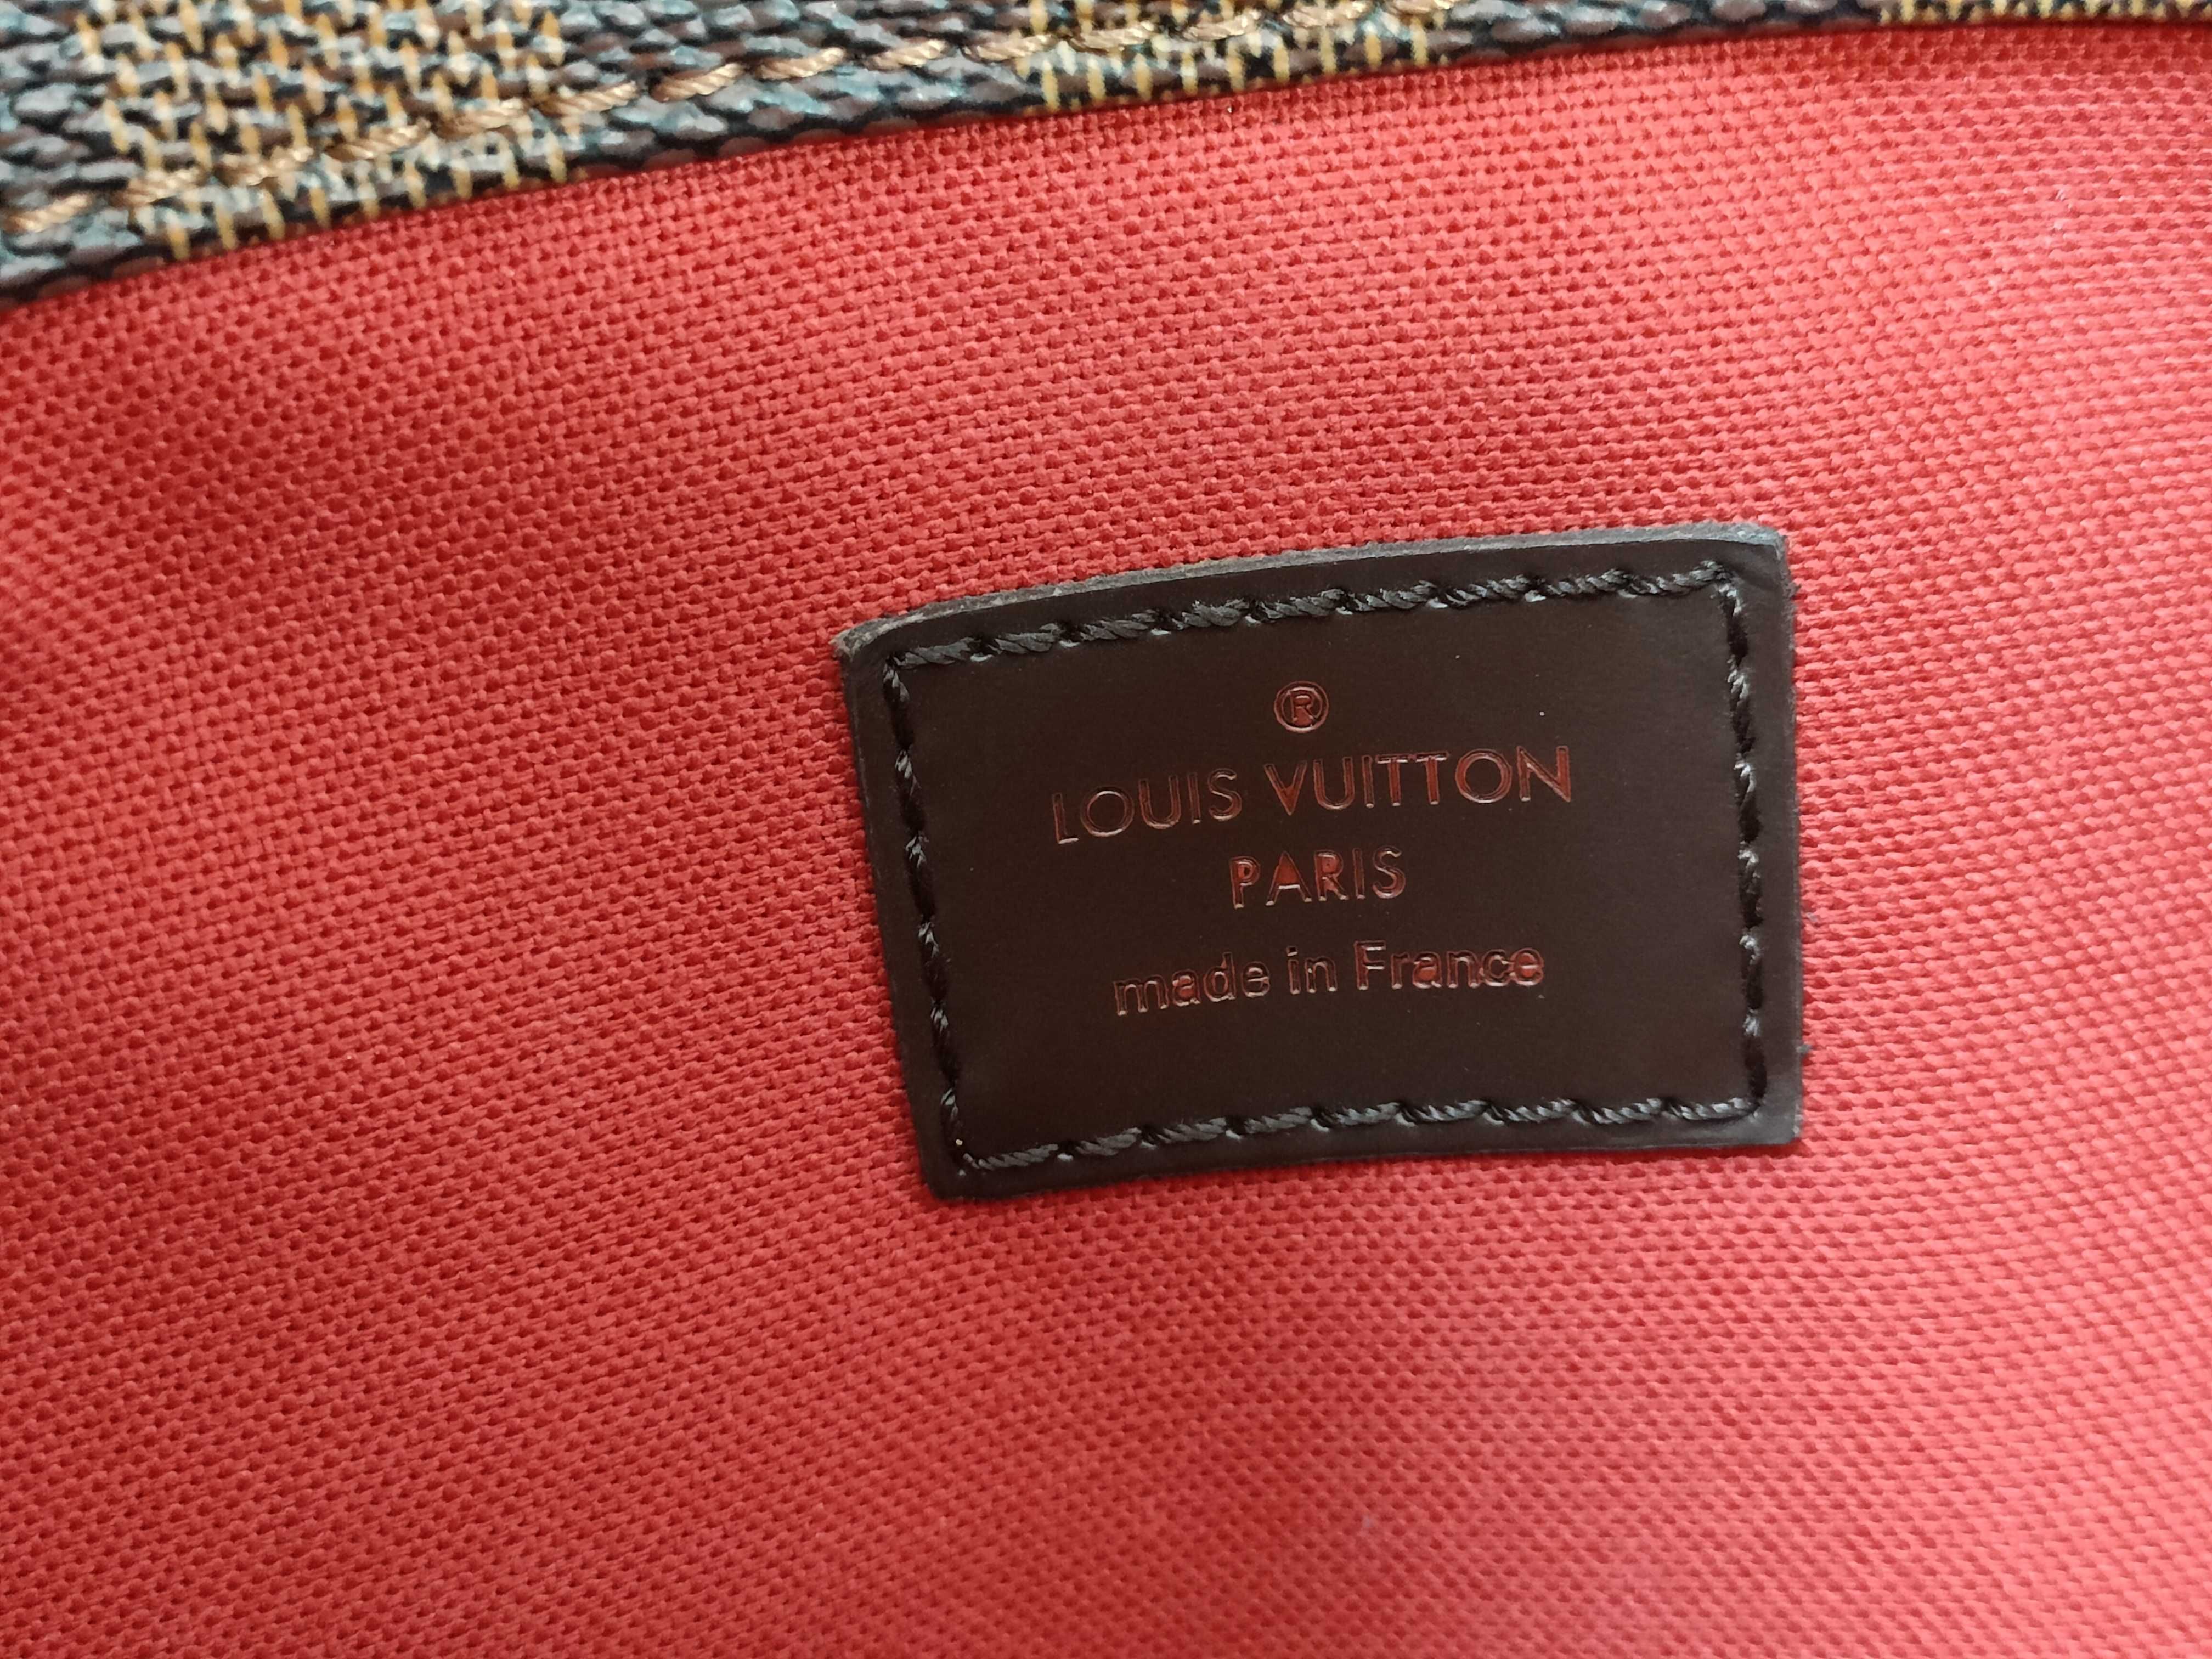 ®
LOUIS VUITTON
PARIS
made in France